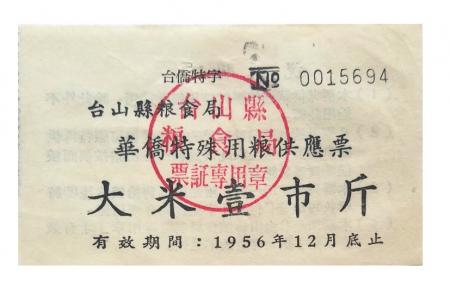 台僑特字 No 0015694
台山縣粮食局
華僑特殊用粮供應票
大米壹市斤
有效期間：1956年12月底止
台山縣
粮食局
票証專用章